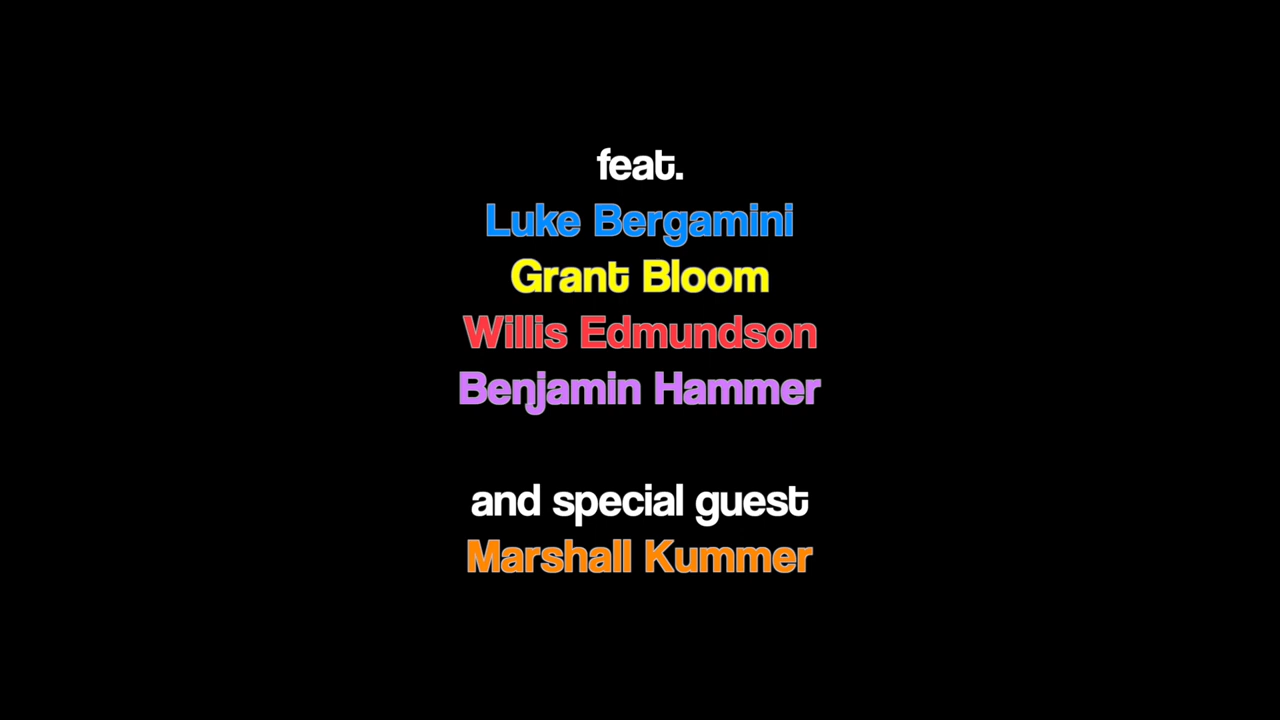 feat.
Luke Bergamini
Grant Bloom
Willis Edmundson
Benjamin Hammer
and special guest
Marshall Kummer